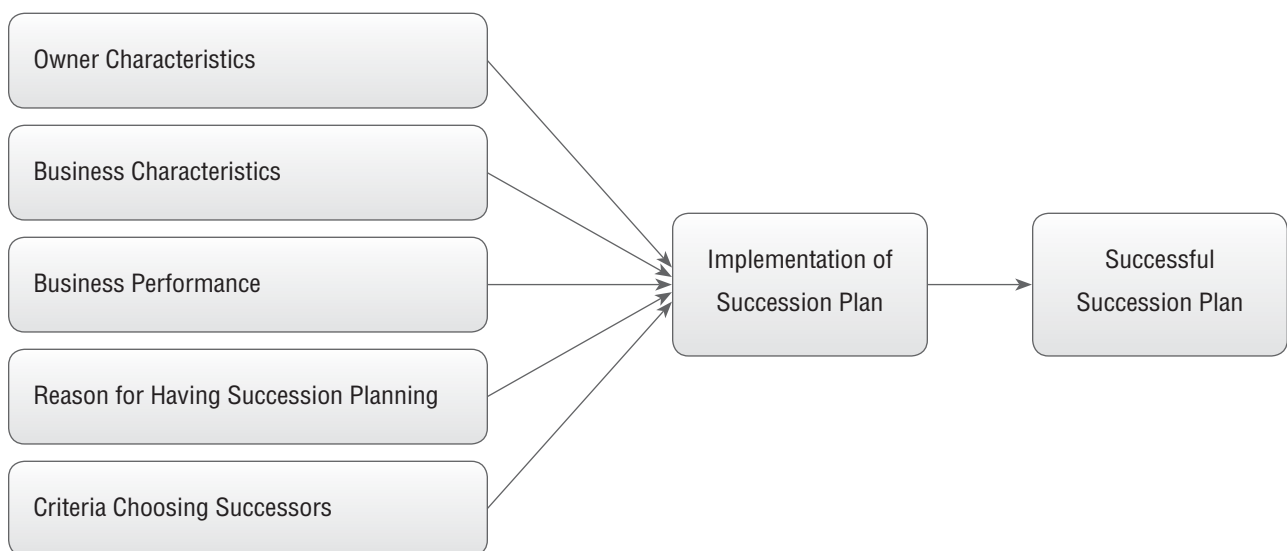 Owner Characteristics
Business Characteristics
Business Performance
Reason for Having Succession Planning
Criteria Choosing Successors
Implementation of
Succession Plan
Successful
Succession Plan